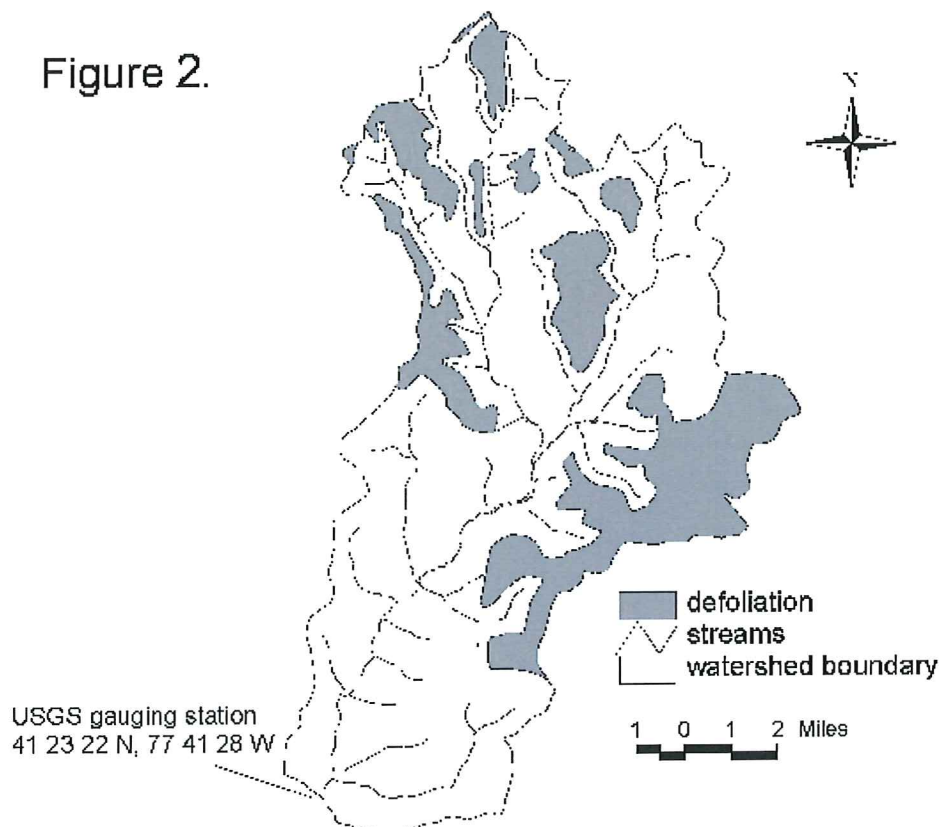 Figure 2.
N
defoliation
streams
watershed boundary
USGS gauging station
41 23 22 N, 77 41 28 W
1 0 1 2 Miles